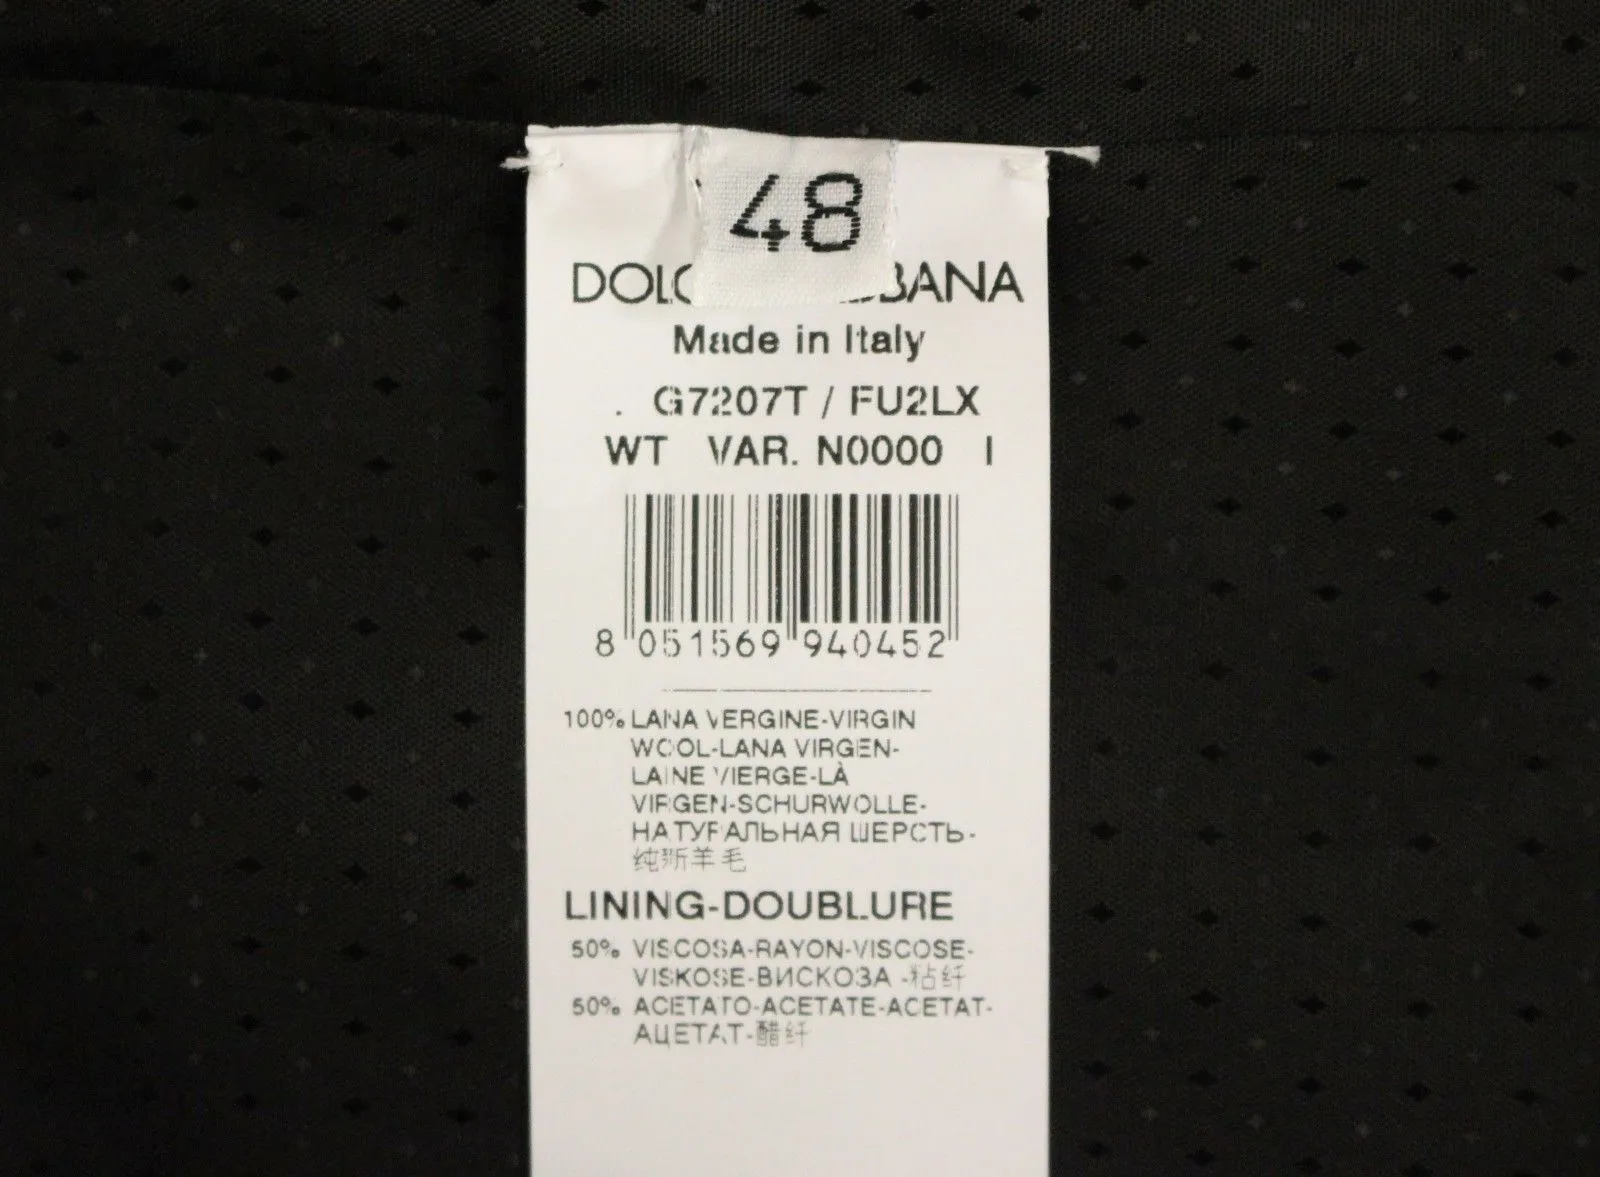 48
DOL BANA
Made in Italy
. G7207T / FU2LX
WT VAR. N0000 I
8 051569 940452
100% LANA VERGINE-VIRGIN
WOOL-LANA VIRGEN-
LAINE VIERGE-LÀ
VIRGEN-SCHURWOLLE-
НАТУРАЛЬНАЯ ШЕРСТЬ-
纯新羊毛
LINING-DOUBLURE
50% VISCOSA-RAYON-VISCOSE-
VISKOSE-ВИСКОЗА -粘纤
50% ACETATO-ACETATE-ACETAT-
АЦЕТАТ-醋纤